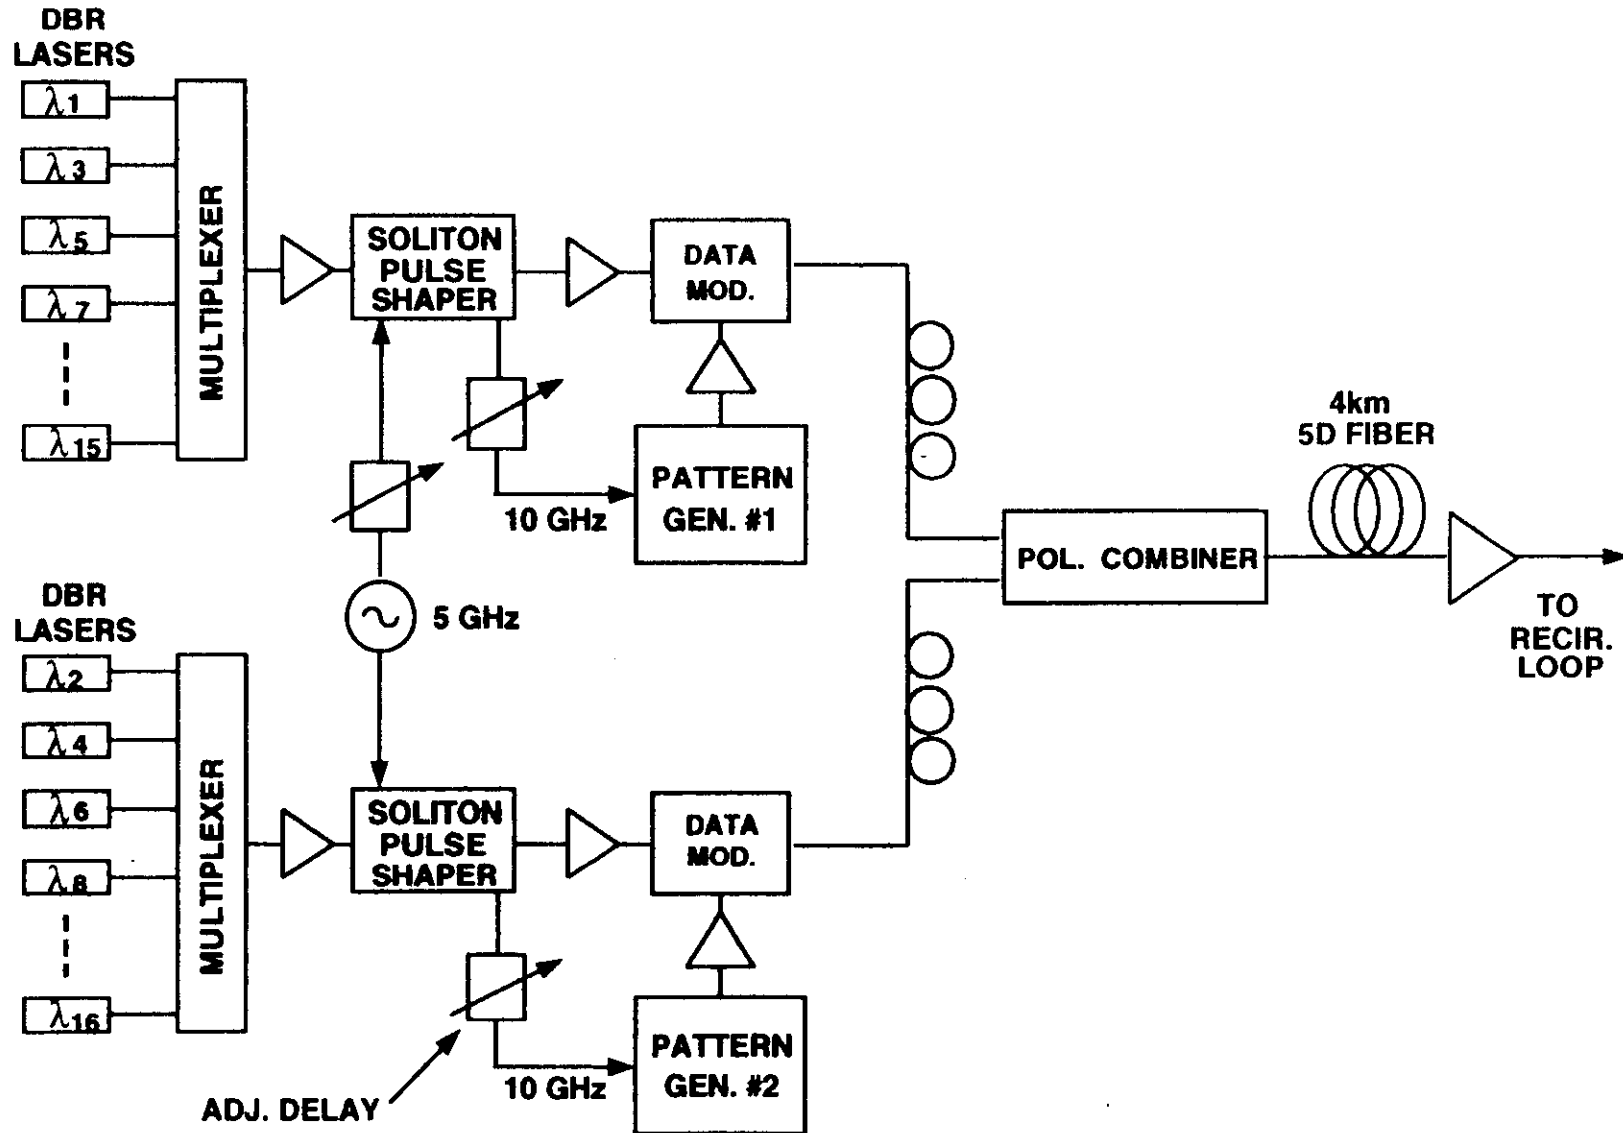 DBR
LASERS
λ1
λ3
λ5
λ7
λ15
MULTIPLEXER
SOLITON
PULSE
SHAPER
DATA
MOD.
10 GHz
PATTERN
GEN. #1
5 GHz
DBR
LASERS
λ2
λ4
λ6
λ8
λ16
MULTIPLEXER
SOLITON
PULSE
SHAPER
DATA
MOD.
10 GHz
PATTERN
GEN. #2
ADJ. DELAY
POL. COMBINER
4km
5D FIBER
TO
RECIR.
LOOP